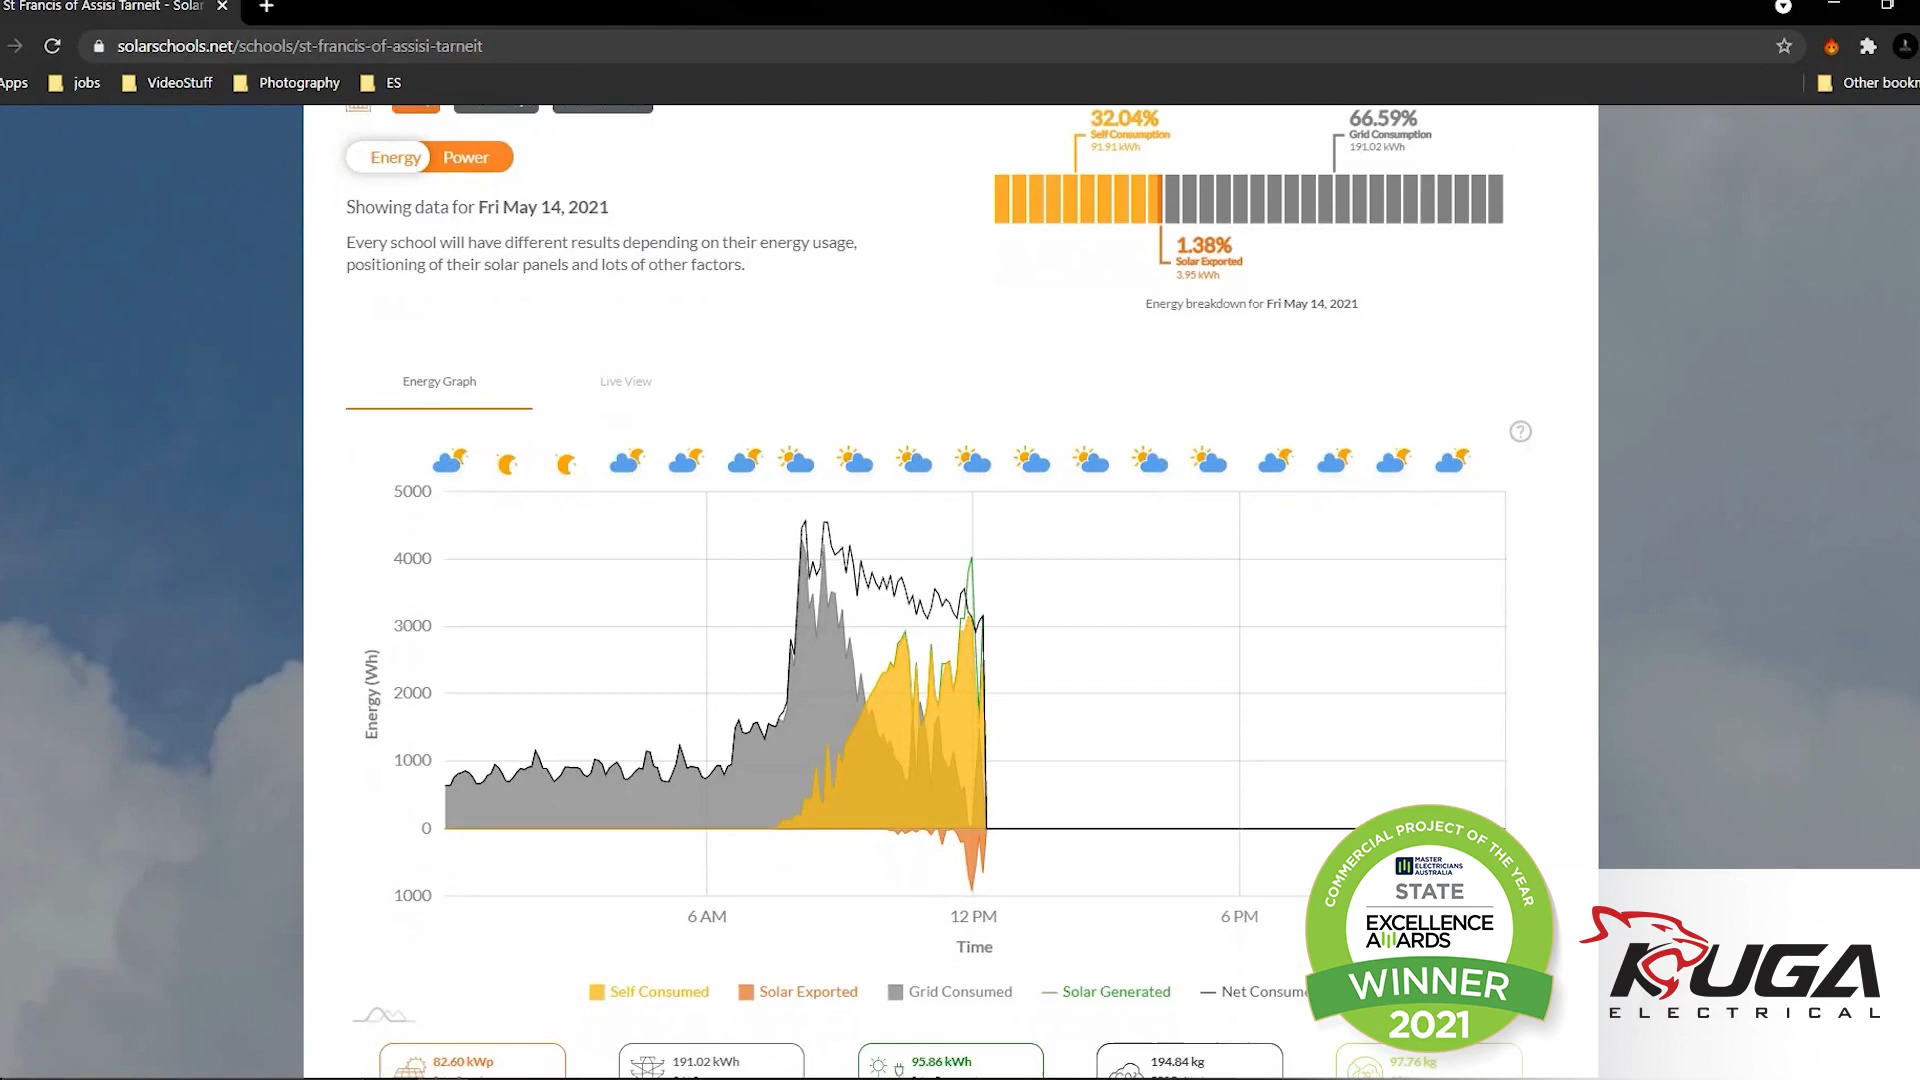 St Francis of Assisi Tarneit - Solar
solarschools.net/schools/st-francis-of-assisi-tarneit
Apps
jobs
VideoStuff
Photography
ES
Other bookm
32.04%
Self Consumption
91.91 kWh
66.59%
Grid Consumption
191.02 kWh
Energy
Power
Showing data for Fri May 14, 2021
Every school will have different results depending on their energy usage,
positioning of their solar panels and lots of other factors.
1.38%
Solar Exported
3.95 kWh
Energy breakdown for Fri May 14, 2021
Energy Graph
Live View
?
5000
4000
3000
2000
1000
0
1000
Energy (Wh)
6 AM
12 PM
6 PM
Time
Self Consumed
Solar Exported
Grid Consumed
Solar Generated
Net Consum
82.60 kWp
191.02 kWh
95.86 kWh
194.84 kg
97.76 kg
COMMERCIAL PROJECT OF THE YEAR
MASTER
ELECTRICIANS
AUSTRALIA
STATE
EXCELLENCE
AWARDS
WINNER
2021
KUGA
ELECTRICAL